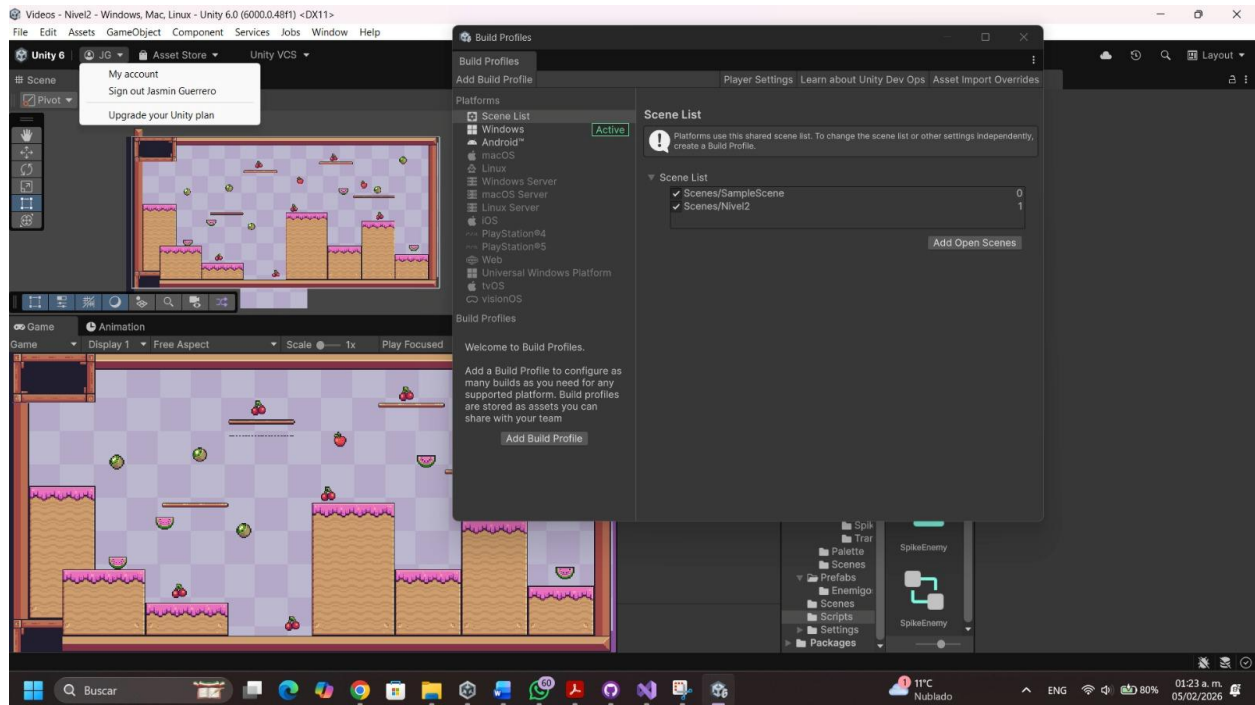 Videos - Nivel2 - Windows, Mac, Linux - Unity 6.0 (6000.0.48f1) <DX11>
File Edit Assets GameObject Component Services Jobs Window Help
Unity 6 JG Asset Store Unity VCS Layout
My account
Sign out Jasmin Guerrero
Upgrade your Unity plan
Scene
Pivot
Build Profiles
Build Profiles
Add Build Profile Player Settings Learn about Unity Dev Ops Asset Import Overrides
Platforms
Scene List
Windows Active
Android™
macOS
Linux
Windows Server
macOS Server
Linux Server
iOS
PlayStation®4
PlayStation®5
Web
Universal Windows Platform
tvOS
visionOS
Build Profiles
Welcome to Build Profiles.
Add a Build Profile to configure as
many builds as you need for any
supported platform. Build profiles
are stored as assets you can
share with your team
Add Build Profile
Scene List
Platforms use this shared scene list. To change the scene list or other settings independently,
create a Build Profile.
Scene List
Scenes/SampleScene 0
Scenes/Nivel2 1
Add Open Scenes
Game Animation
Game Display 1 Free Aspect Scale 1x Play Focused
Spik
Trar
Palette
Scenes
Prefabs
Enemigo
Scenes
Scripts
Settings
Packages
SpikeEnemy
SpikeEnemy
Buscar
60
1
11°C
Nublado
ENG
80%
01:23 a. m.
05/02/2026